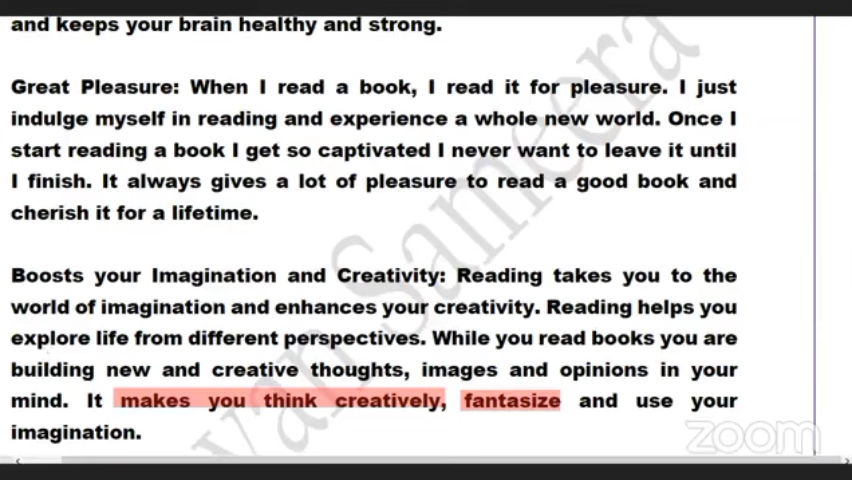 and keeps your brain healthy and strong.
Great Pleasure: When I read a book, I read it for pleasure. I just
indulge myself in reading and experience a whole new world. Once I
start reading a book I get so captivated I never want to leave it until
I finish. It always gives a lot of pleasure to read a good book and
cherish it for a lifetime.
Boosts your Imagination and Creativity: Reading takes you to the
world of imagination and enhances your creativity. Reading helps you
explore life from different perspectives. While you read books you are
building new and creative thoughts, images and opinions in your
mind. It makes you think creatively, fantasize and use your
imagination.
van Sameera
zoom